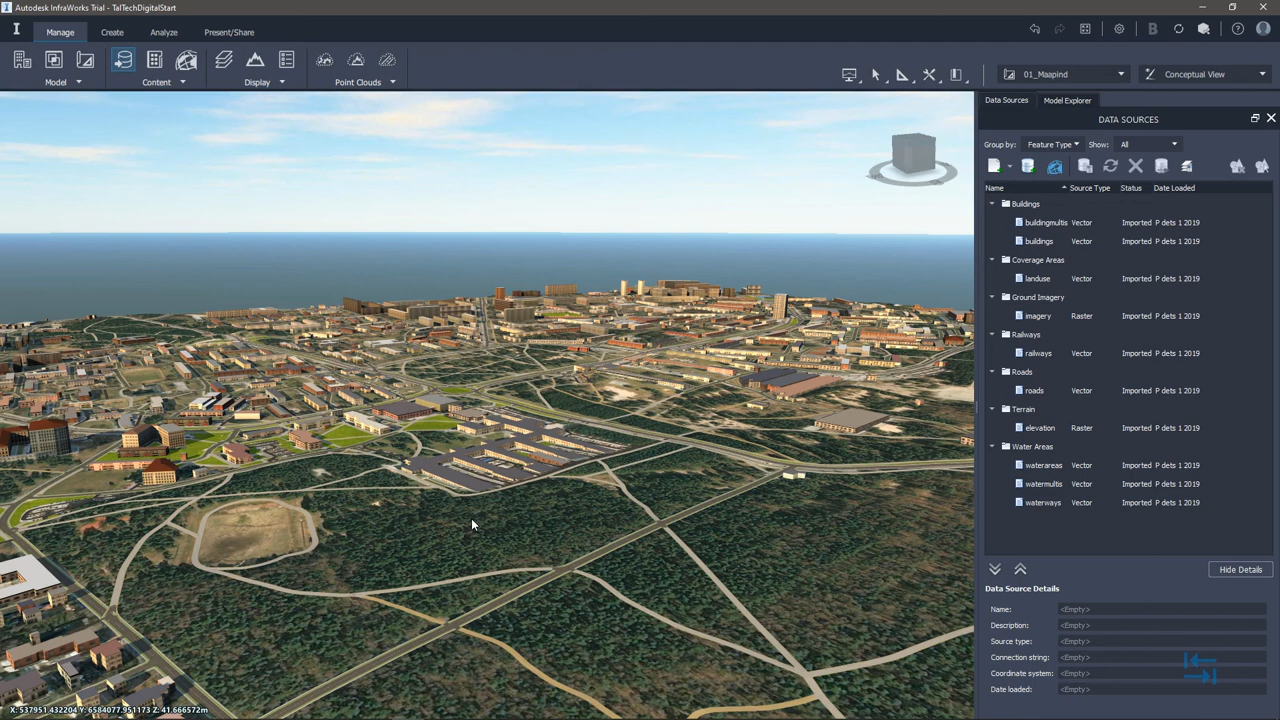 Autodesk InfraWorks Trial - TalTechDigitalStart
Manage Create Analyze Present/Share
Model Content Display Point Clouds
01_Maapind Conceptual View
Data Sources Model Explorer
DATA SOURCES
Group by: Feature Type Show: All
Name Source Type Status Date Loaded
Buildings
buildingmultis Vector Imported P dets 1 2019
buildings Vector Imported P dets 1 2019
Coverage Areas
landuse Vector Imported P dets 1 2019
Ground Imagery
imagery Raster Imported P dets 1 2019
Railways
railways Vector Imported P dets 1 2019
Roads
roads Vector Imported P dets 1 2019
Terrain
elevation Raster Imported P dets 1 2019
Water Areas
waterareas Vector Imported P dets 1 2019
watermultis Vector Imported P dets 1 2019
waterways Vector Imported P dets 1 2019
Hide Details
Data Source Details
Name: <Empty>
Description: <Empty>
Source type: <Empty>
Connection string: <Empty>
Coordinate system: <Empty>
Date loaded: <Empty>
X: 537951.432204 Y: 6584077.951173 Z: 41.666572m